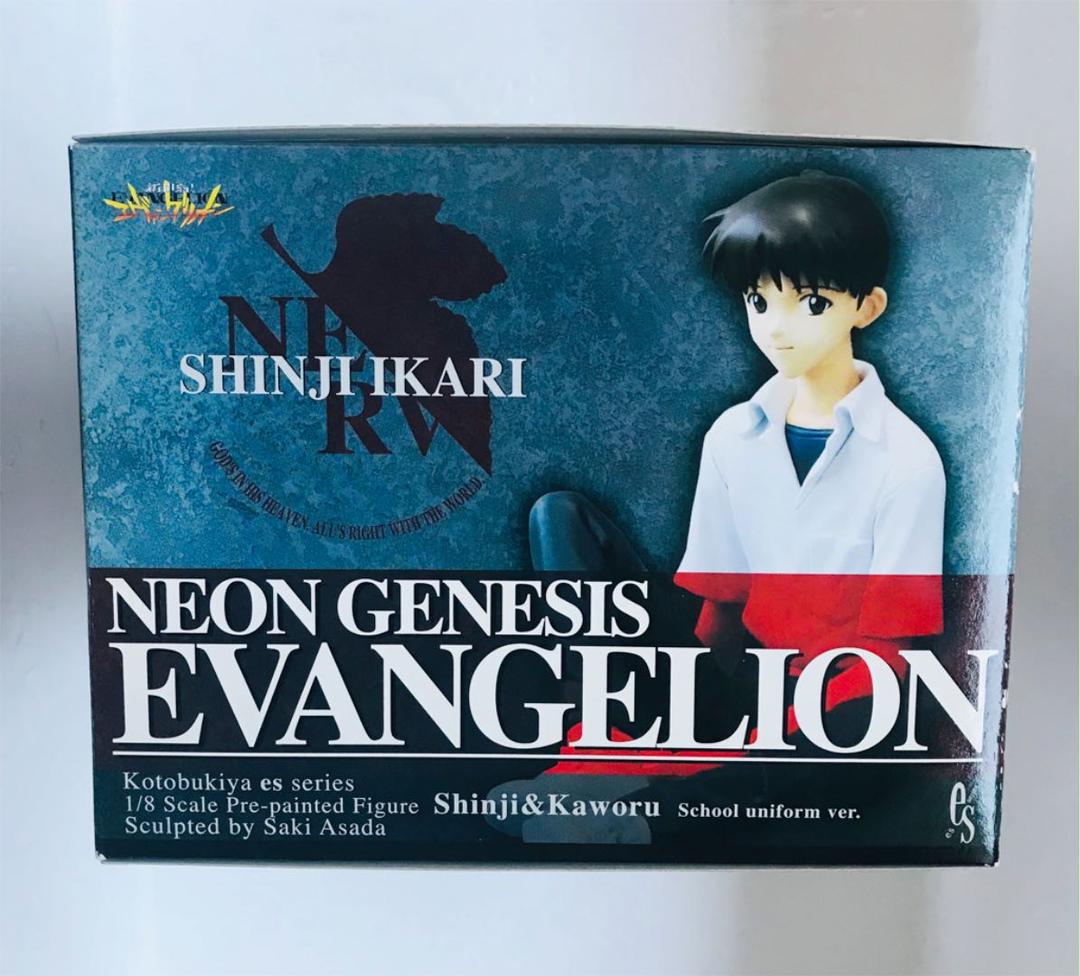 EVANGELION
NERV
SHINJI IKARI
GOD'S IN HIS HEAVEN. ALL'S RIGHT WITH THE WORLD.
NEON GENESIS
EVANGELION
Kotobukiya es series
1/8 Scale Pre-painted Figure Shinji&Kaworu School uniform ver.
Sculpted by Saki Asada
es